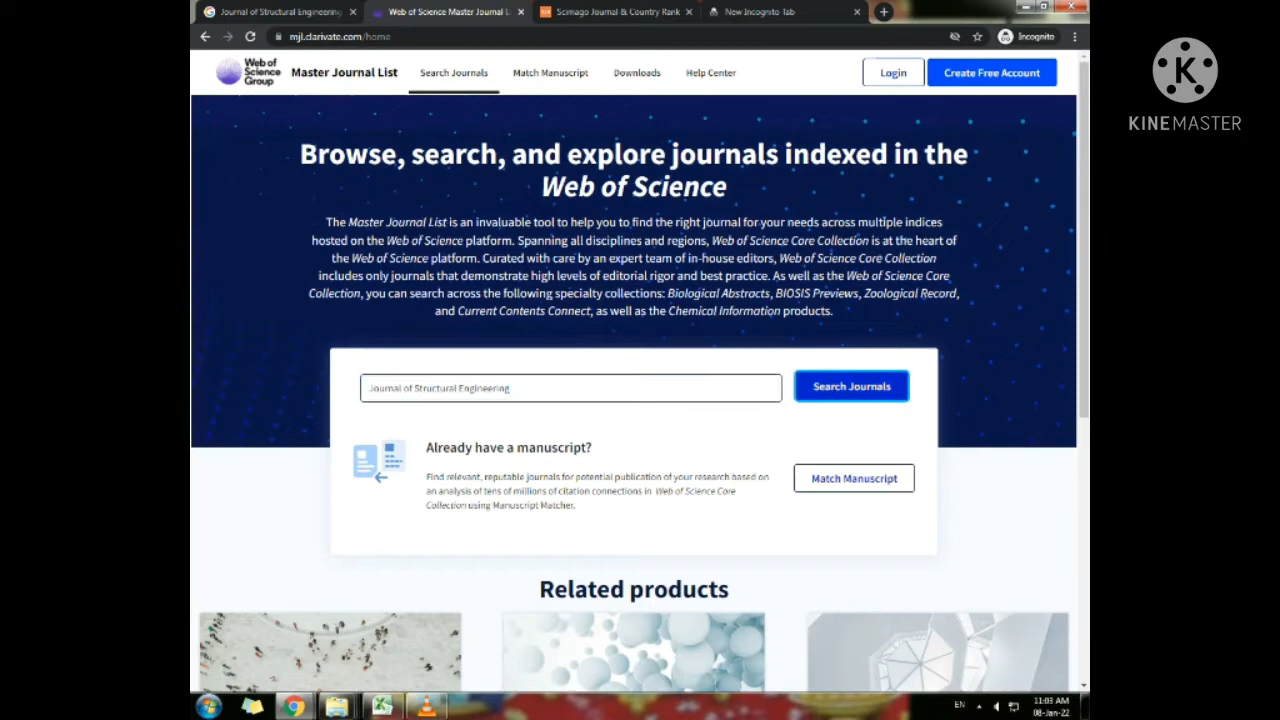 Journal of Structural Engineering
Web of Science Master Journal L
Scimago Journal & Country Rank
New Incognito Tab
mjl.clarivate.com/home
Incognito
K
KINEMASTER
Web of
Science
Group
Master Journal List
Search Journals
Match Manuscript
Downloads
Help Center
Login
Create Free Account
Browse, search, and explore journals indexed in the
Web of Science
The Master Journal List is an invaluable tool to help you to find the right journal for your needs across multiple indices
hosted on the Web of Science platform. Spanning all disciplines and regions, Web of Science Core Collection is at the heart of
the Web of Science platform. Curated with care by an expert team of in-house editors, Web of Science Core Collection
includes only journals that demonstrate high levels of editorial rigor and best practice. As well as the Web of Science Core
Collection, you can search across the following specialty collections: Biological Abstracts, BIOSIS Previews, Zoological Record,
and Current Contents Connect, as well as the Chemical Information products.
Journal of Structural Engineering
Search Journals
Already have a manuscript?
Find relevant, reputable journals for potential publication of your research based on
an analysis of tens of millions of citation connections in Web of Science Core
Collection using Manuscript Matcher.
Match Manuscript
Related products
EN
11:03 AM
08-Jan-22